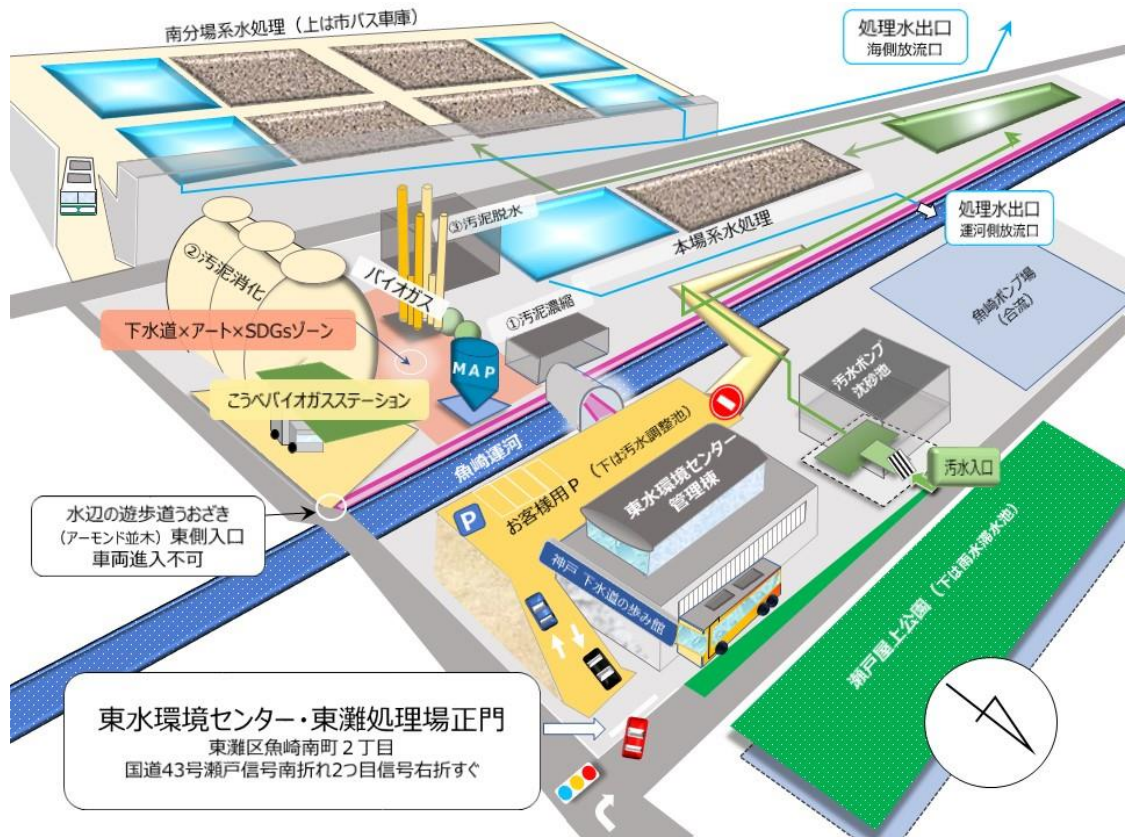 南分場系水処理（上は市バス車庫）
処理水出口
海側放流口
③汚泥脱水
本場系水処理
処理水出口
運河側放流口
②汚泥消化
バイオガス
①汚泥濃縮
魚崎ポンプ場
（合流）
下水道×アート×SDGsゾーン
MAP
汚水ポンプ
沈砂池
こうべバイオガスステーション
魚崎運河
お客様用P（下は汚水調整池）
東水環境センター
管理棟
汚水入口
水辺の遊歩道うおざき
（アーモンド並木）東側入口
車両進入不可
P
神戸 下水道の歩み館
瀬戸屋上公園（下は雨水滞水池）
東水環境センター・東灘処理場正門
東灘区魚崎南町２丁目
国道43号瀬戸信号南折れ2つ目信号右折すぐ